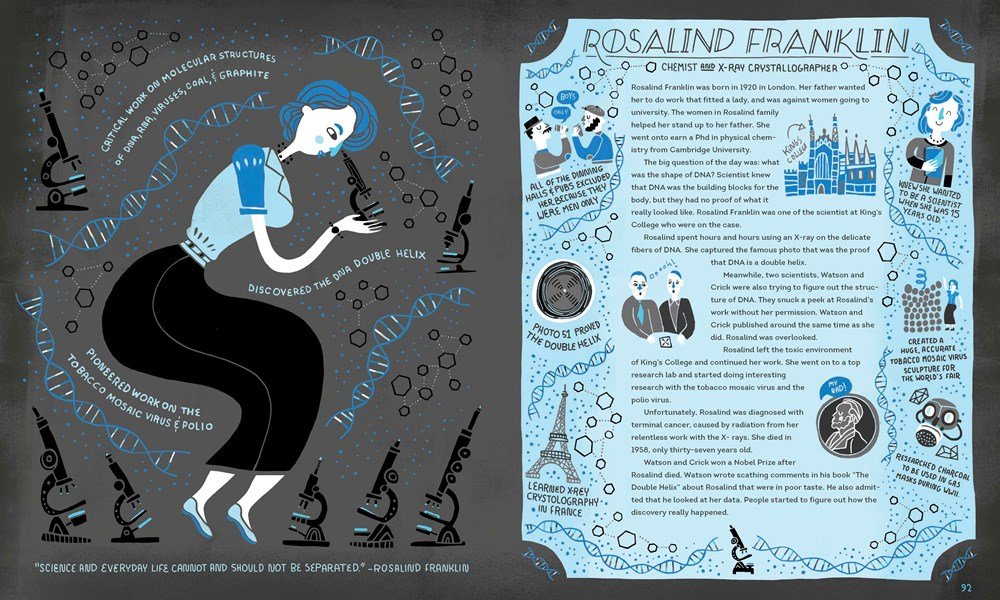 CRITICAL WORK ON MOLECULAR STRUCTURES
OF DNA, RNA, VIRUSES, COAL, & GRAPHITE
DISCOVERED THE DNA DOUBLE HELIX
PIONEERED WORK ON THE
TOBACCO MOSAIC VIRUS & POLIO
"SCIENCE AND EVERYDAY LIFE CANNOT AND SHOULD NOT BE SEPARATED." -ROSALIND FRANKLIN
ROSALIND FRANKLIN
CHEMIST AND X-RAY CRYSTALLOGRAPHER
Rosalind Franklin was born in 1920 in London. Her father wanted
her to do work that fitted a lady, and was against women going to
university. The women in Rosalind family
helped her stand up to her father. She
went onto earn a Phd in physical chem-
istry from Cambridge University.
The big question of the day was: what
was the shape of DNA? Scientist knew
that DNA was the building blocks for the
body, but they had no proof of what it
really looked like. Rosalind Franklin was one of the scientist at King's
College who were on the case.
Rosalind spent hours and hours using an X-ray on the delicate
fibers of DNA. She captured the famous photo that was the proof
that DNA is a double helix.
Meanwhile, two scientists, Watson and
Crick were also trying to figure out the struc-
ture of DNA. They snuck a peek at Rosalind's
work without her permission. Watson and
Crick published around the same time as she
did. Rosalind was overlooked.
Rosalind left the toxic environment
of King's College and continued her work. She went on to a top
research lab and started doing interesting
research with the tobacco mosaic virus and the
polio virus.
Unfortunately, Rosalind was diagnosed with
terminal cancer, caused by radiation from her
relentless work with the X- rays. She died in
1958, only thirty-seven years old.
Watson and Crick won a Nobel Prize after
Rosalind died. Watson wrote scathing comments in his book "The
Double Helix" about Rosalind that were in poor taste. He also admit-
ted that he looked at her data. People started to figure out how the
discovery really happened.
BOYS
ONLY
ALL OF THE DINNING
HALLS & PUBS EXCLUDED
HER BECAUSE THEY
WERE MEN ONLY
KING'S
COLLEGE
KNEW SHE WANTED
TO BE A SCIENTIST
WHEN SHE WAS 15
YEARS OLD
PHOTO 51 PROVED
THE DOUBLE HELIX
Ooooh!
CREATED A
HUGE, ACCURATE
TOBACCO MOSAIC VIRUS
SCULPTURE FOR
THE WORLD'S FAIR
LEARNED X-REY
CRYSTOLOGRAPHY
IN FRANCE
MY
BAD!
RESEARCHED CHARCOAL
TO BE USED IN GAS
MASKS DURING WWII.
92